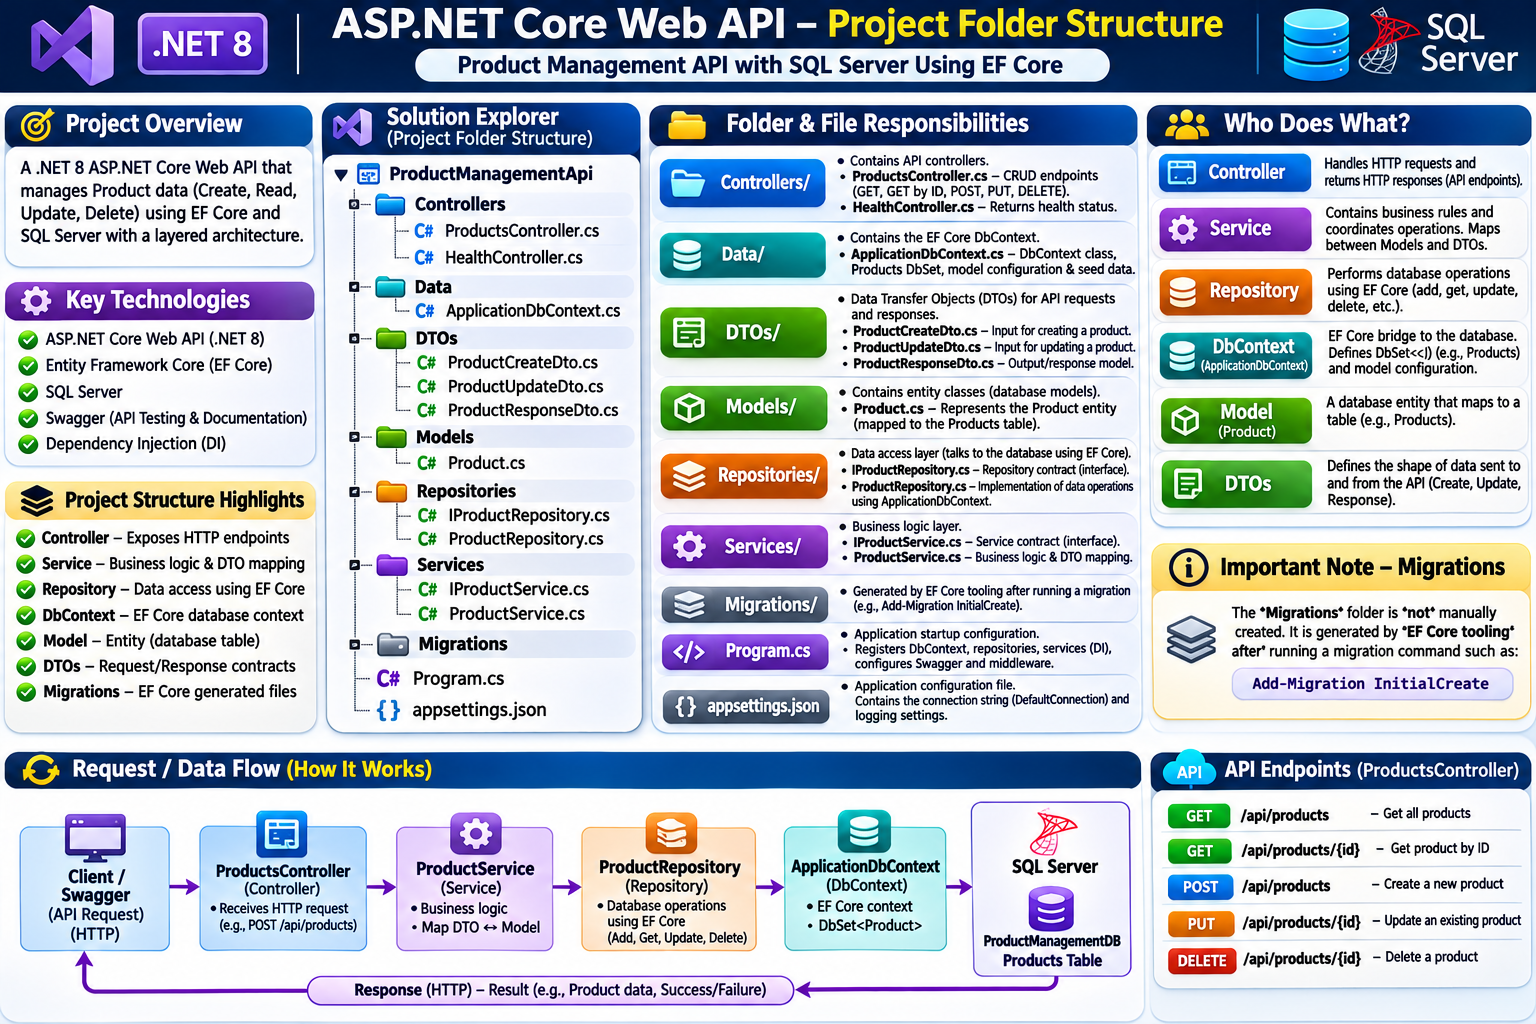 .NET 8
ASP.NET Core Web API – Project Folder Structure
Product Management API with SQL Server Using EF Core
SQL
Server
Project Overview
A .NET 8 ASP.NET Core Web API that
manages Product data (Create, Read,
Update, Delete) using EF Core and
SQL Server with a layered architecture.
Key Technologies
ASP.NET Core Web API (.NET 8)
Entity Framework Core (EF Core)
SQL Server
Swagger (API Testing & Documentation)
Dependency Injection (DI)
Project Structure Highlights
Controller – Exposes HTTP endpoints
Service – Business logic & DTO mapping
Repository – Data access using EF Core
DbContext – EF Core database context
Model – Entity (database table)
DTOs – Request/Response contracts
Migrations – EF Core generated files
Solution Explorer
(Project Folder Structure)
ProductManagementApi
Controllers
C# ProductsController.cs
C# HealthController.cs
Data
C# ApplicationDbContext.cs
DTOs
C# ProductCreateDto.cs
C# ProductUpdateDto.cs
C# ProductResponseDto.cs
Models
C# Product.cs
Repositories
C# IProductRepository.cs
C# ProductRepository.cs
Services
C# IProductService.cs
C# ProductService.cs
Migrations
C# Program.cs
{} appsettings.json
Folder & File Responsibilities
Controllers/
• Contains API controllers.
• ProductsController.cs – CRUD endpoints
(GET, GET by ID, POST, PUT, DELETE).
• HealthController.cs – Returns health status.
Data/
• Contains the EF Core DbContext.
• ApplicationDbContext.cs – DbContext class,
Products DbSet, model configuration & seed data.
DTOs/
• Data Transfer Objects (DTOs) for API requests
and responses.
• ProductCreateDto.cs – Input for creating a product.
• ProductUpdateDto.cs – Input for updating a product.
• ProductResponseDto.cs – Output/response model.
Models/
• Contains entity classes (database models).
• Product.cs – Represents the Product entity
(mapped to the Products table).
Repositories/
• Data access layer (talks to the database using EF Core).
• IProductRepository.cs – Repository contract (interface).
• ProductRepository.cs – Implementation of data operations
using ApplicationDbContext.
Services/
• Business logic layer.
• IProductService.cs – Service contract (interface).
• ProductService.cs – Business logic & DTO mapping.
Migrations/
• Generated by EF Core tooling after running a migration
(e.g., Add-Migration InitialCreate).
</> Program.cs
• Application startup configuration.
• Registers DbContext, repositories, services (DI),
configures Swagger and middleware.
{} appsettings.json
• Application configuration file.
Contains the connection string (DefaultConnection) and
logging settings.
Who Does What?
Controller
Handles HTTP requests and
returns HTTP responses (API endpoints).
Service
Contains business rules and
coordinates operations. Maps
between Models and DTOs.
Repository
Performs database operations
using EF Core (add, get, update,
delete, etc.).
DbContext
(ApplicationDbContext)
EF Core bridge to the database.
Defines DbSet<<I) (e.g., Products)
and model configuration.
Model
(Product)
A database entity that maps to a
table (e.g., Products).
DTOs
Defines the shape of data sent to
and from the API (Create, Update,
Response).
Important Note – Migrations
The *Migrations* folder is *not* manually
created. It is generated by *EF Core tooling*
after* running a migration command such as:
Add-Migration InitialCreate
Request / Data Flow (How It Works)
Client /
Swagger
(API Request)
(HTTP)
ProductsController
(Controller)
• Receives HTTP request
(e.g., POST /api/products)
ProductService
(Service)
• Business logic
• Map DTO ↔ Model
ProductRepository
(Repository)
• Database operations
using EF Core
(Add, Get, Update, Delete)
ApplicationDbContext
(DbContext)
• EF Core context
• DbSet<Product>
SQL Server
ProductManagementDB
Products Table
Response (HTTP) – Result (e.g., Product data, Success/Failure)
API
API Endpoints (ProductsController)
GET /api/products – Get all products
GET /api/products/{id} – Get product by ID
POST /api/products – Create a new product
PUT /api/products/{id} – Update an existing product
DELETE /api/products/{id} – Delete a product